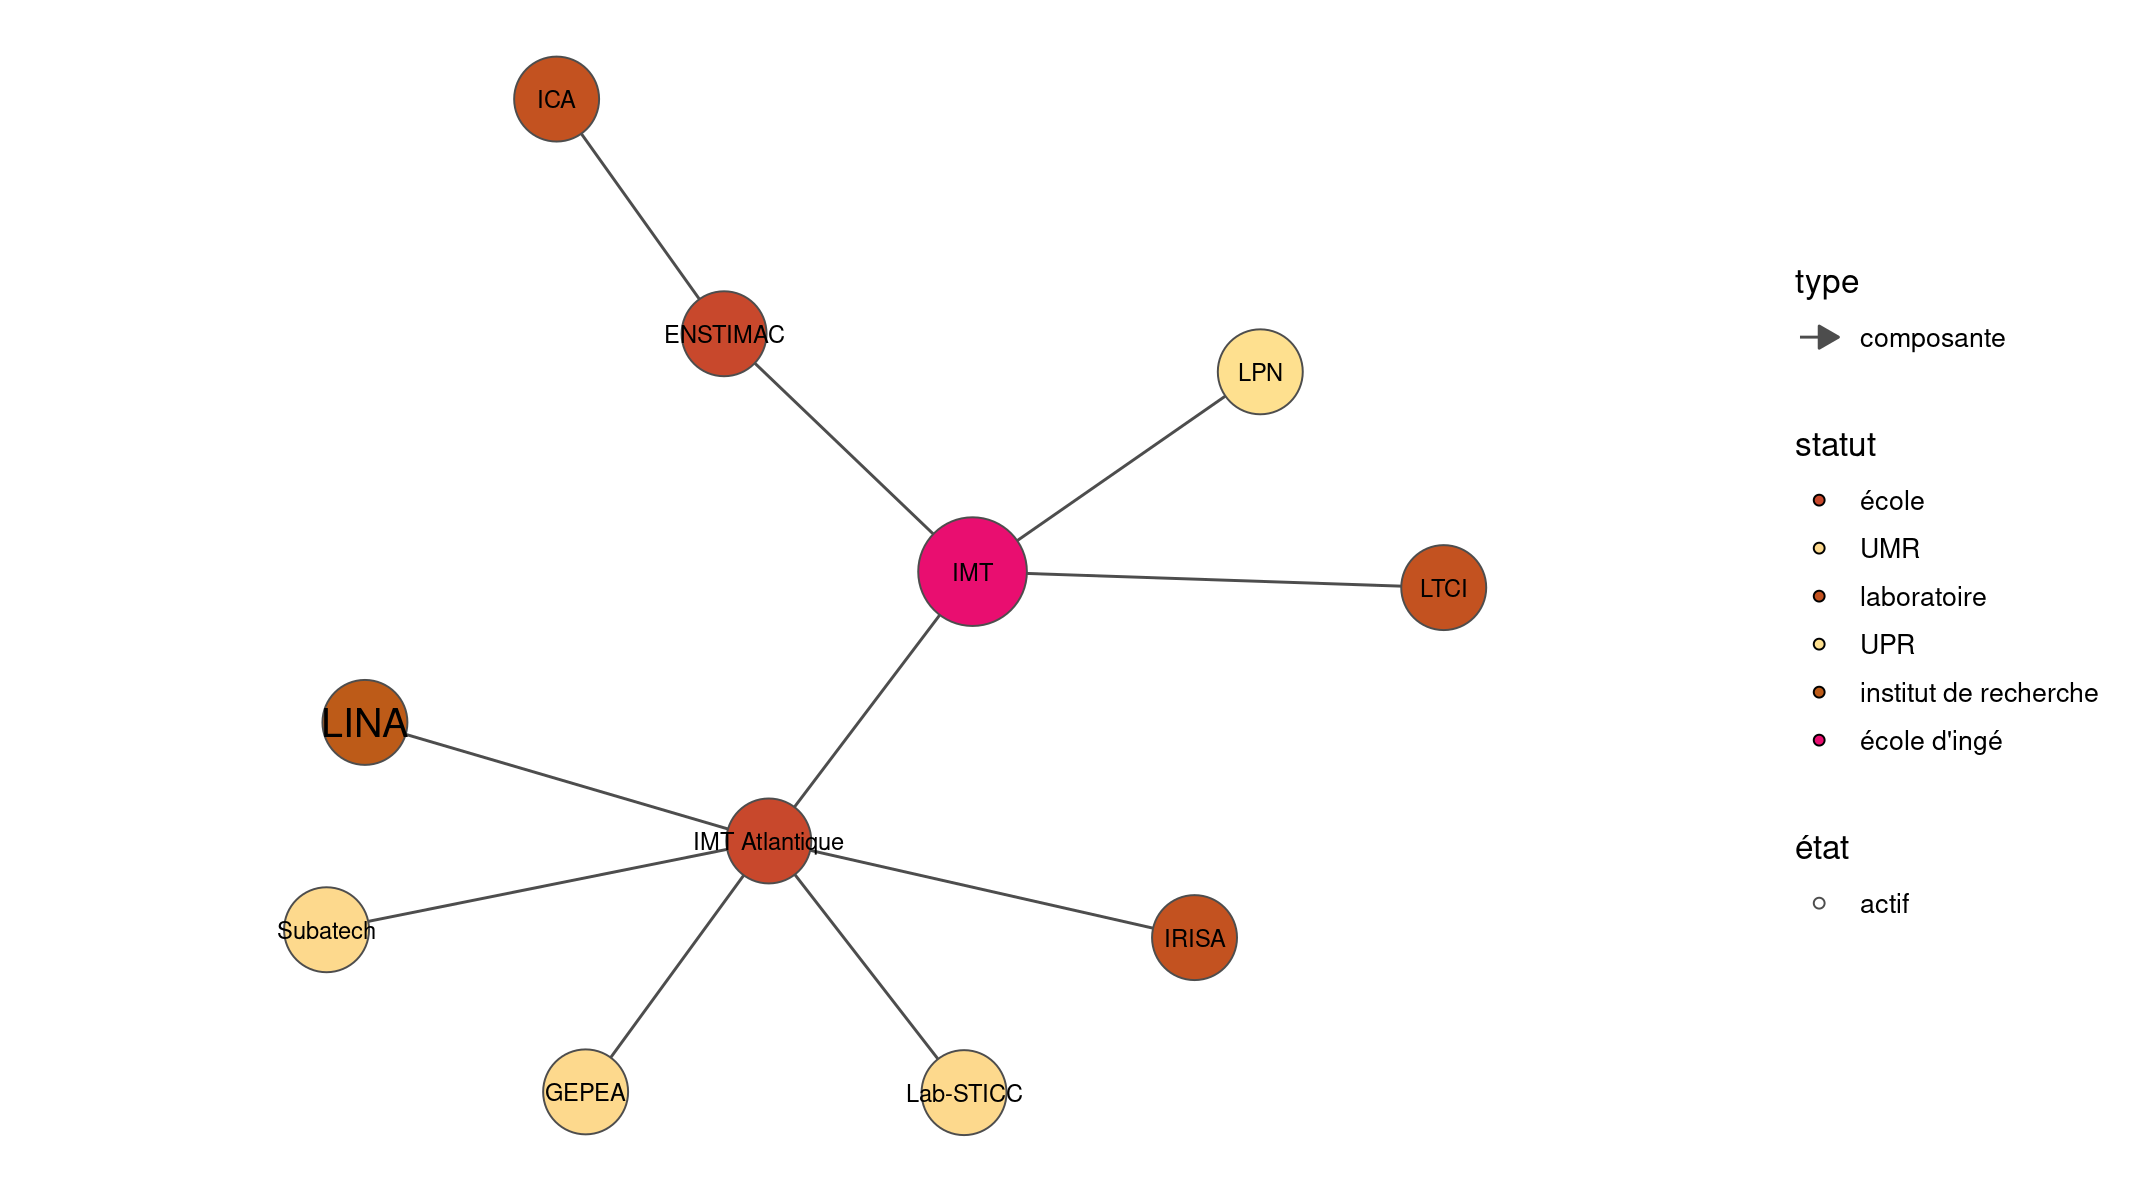 ICA
ENSTIMAC
LPN
IMT
LTCI
LINA
IMT Atlantique
Subatech
IRISA
GEPEA
Lab-STICC
type
composante
statut
école
UMR
laboratoire
UPR
institut de recherche
école d'ingé
état
actif